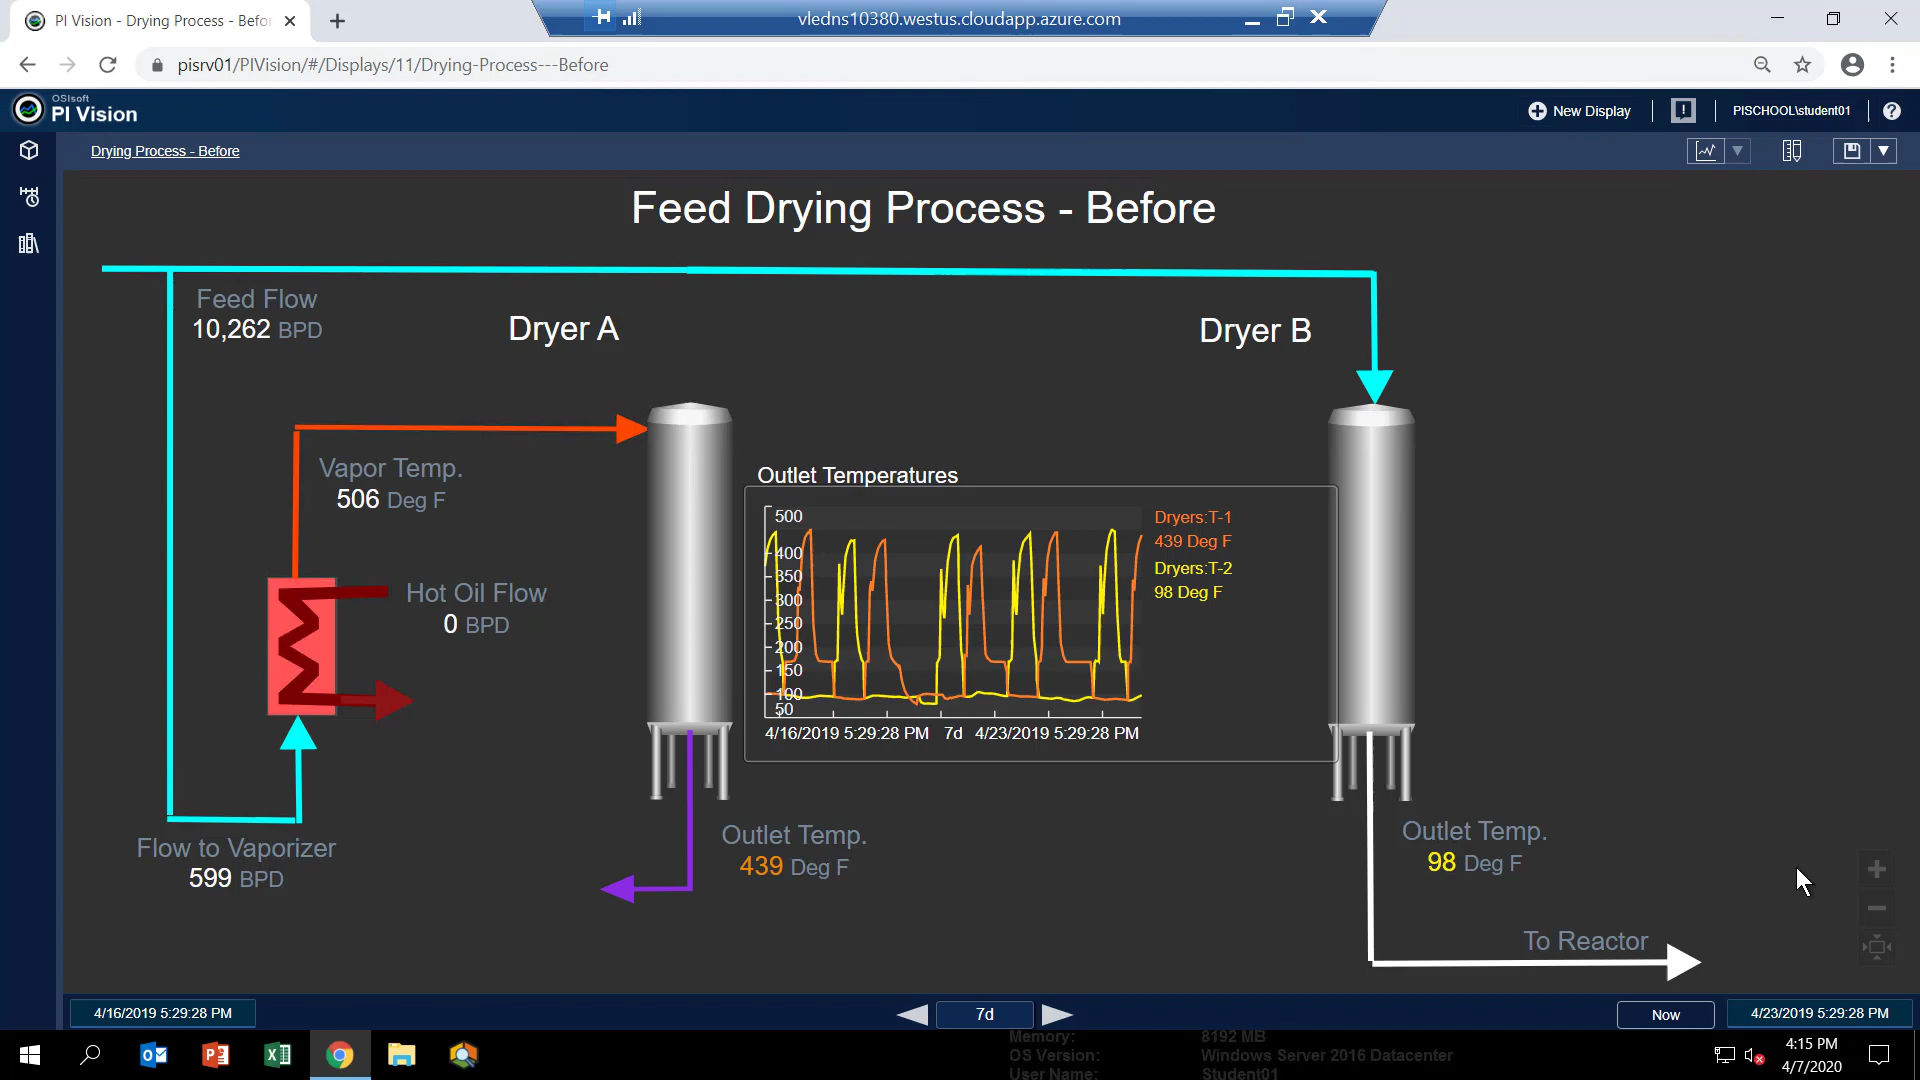 PI Vision - Drying Process - Befor
vledns10380.westus.cloudapp.azure.com
pisrv01/PIVision/#/Displays/11/Drying-Process---Before
OSIsoft
PI Vision
New Display
PISCHOOL\student01
Drying Process - Before
Feed Drying Process - Before
Feed Flow
10,262 BPD
Dryer A
Dryer B
Vapor Temp.
506 Deg F
Outlet Temperatures
500
400
350
300
250
200
150
100
50
Dryers:T-1
439 Deg F
Dryers:T-2
98 Deg F
4/16/2019 5:29:28 PM 7d 4/23/2019 5:29:28 PM
Hot Oil Flow
0 BPD
Flow to Vaporizer
599 BPD
Outlet Temp.
439 Deg F
Outlet Temp.
98 Deg F
To Reactor
4/16/2019 5:29:28 PM
7d
Now
4/23/2019 5:29:28 PM
Memory: 8192 MB
OS Version: Windows Server 2016 Datacenter
User Name: Student01
4:15 PM
4/7/2020